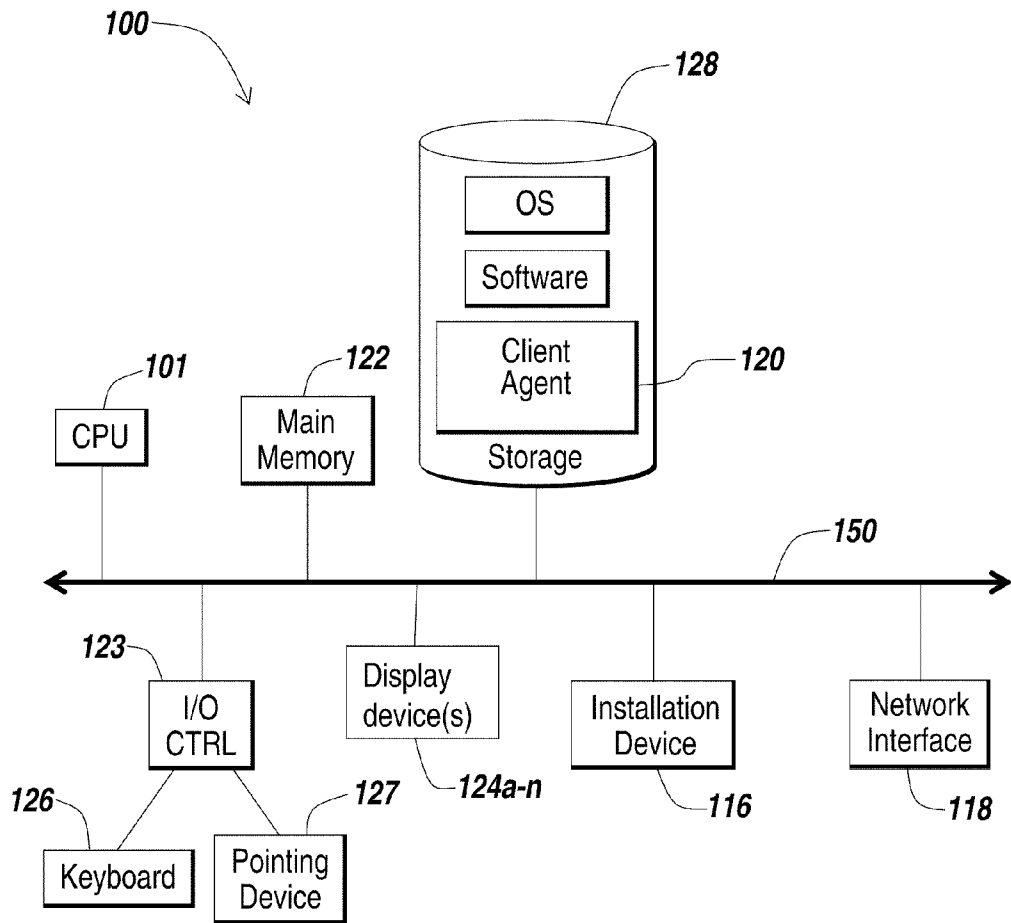 100
128
OS
Software
Client
Agent
120
Storage
101
CPU
122
Main
Memory
150
123
I/O
CTRL
Display
device(s)
124a-n
Installation
Device
116
Network
Interface
118
126
Keyboard
127
Pointing
Device